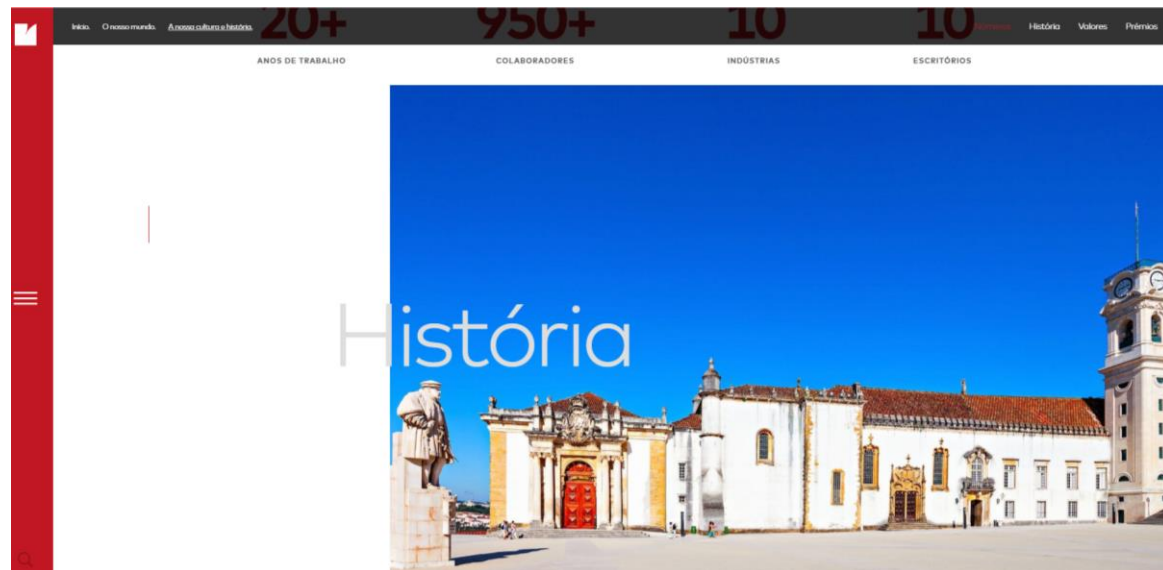 Início. O nosso mundo. A nossa cultura e história. 20+ 950+ 10 10 Números História Valores Prémios
ANOS DE TRABALHO COLABORADORES INDÚSTRIAS ESCRITÓRIOS
História